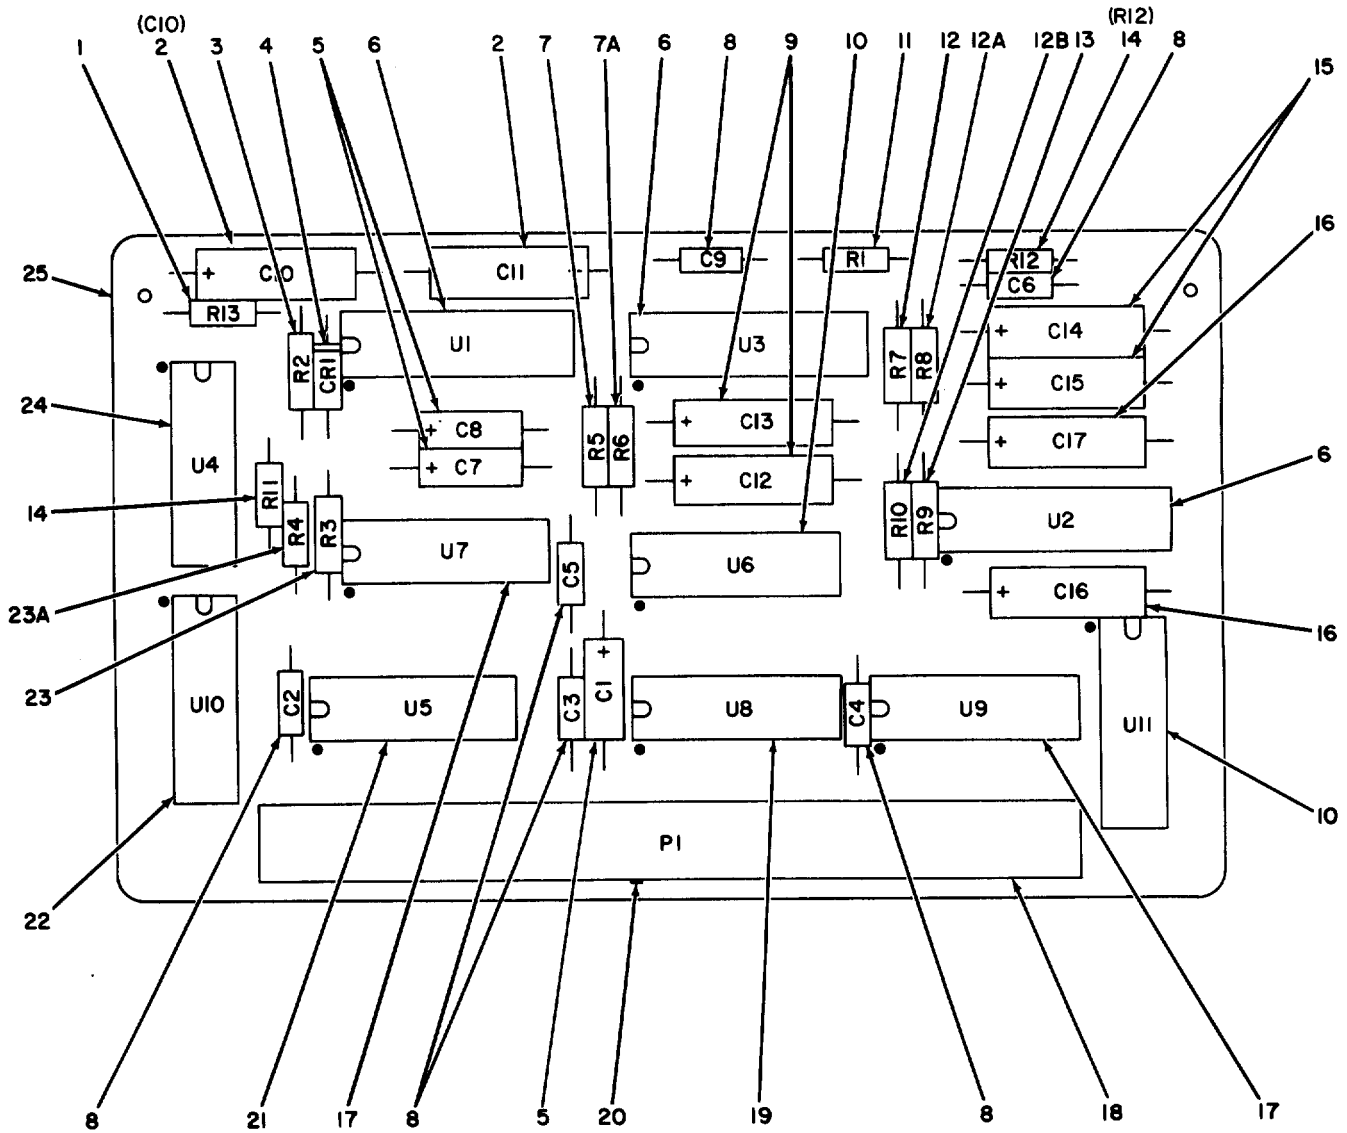 (C10) (R12)
1 2 3 4 5 6 2 7 7A 6 8 9 10 11 12 12A 12B 13 14 8
15
16
25
C10 C11 C9 R1 R12
C6
R13
C14
U1 U3
R2 CR1 R7 R8
C15
24
C8 C13
C17
R5 R6
U4 C7 C12
6
14
R11 R4 R3 R10 R9 U2
U7 C5 U6
C16
23A
16
23
U10 C2 U5 C3 C1 + U8 C4 U9 U11
10
P1
22
8 21 17 8 5 20 19 8 18 17
+
+
+
+
+
+
+
+
+